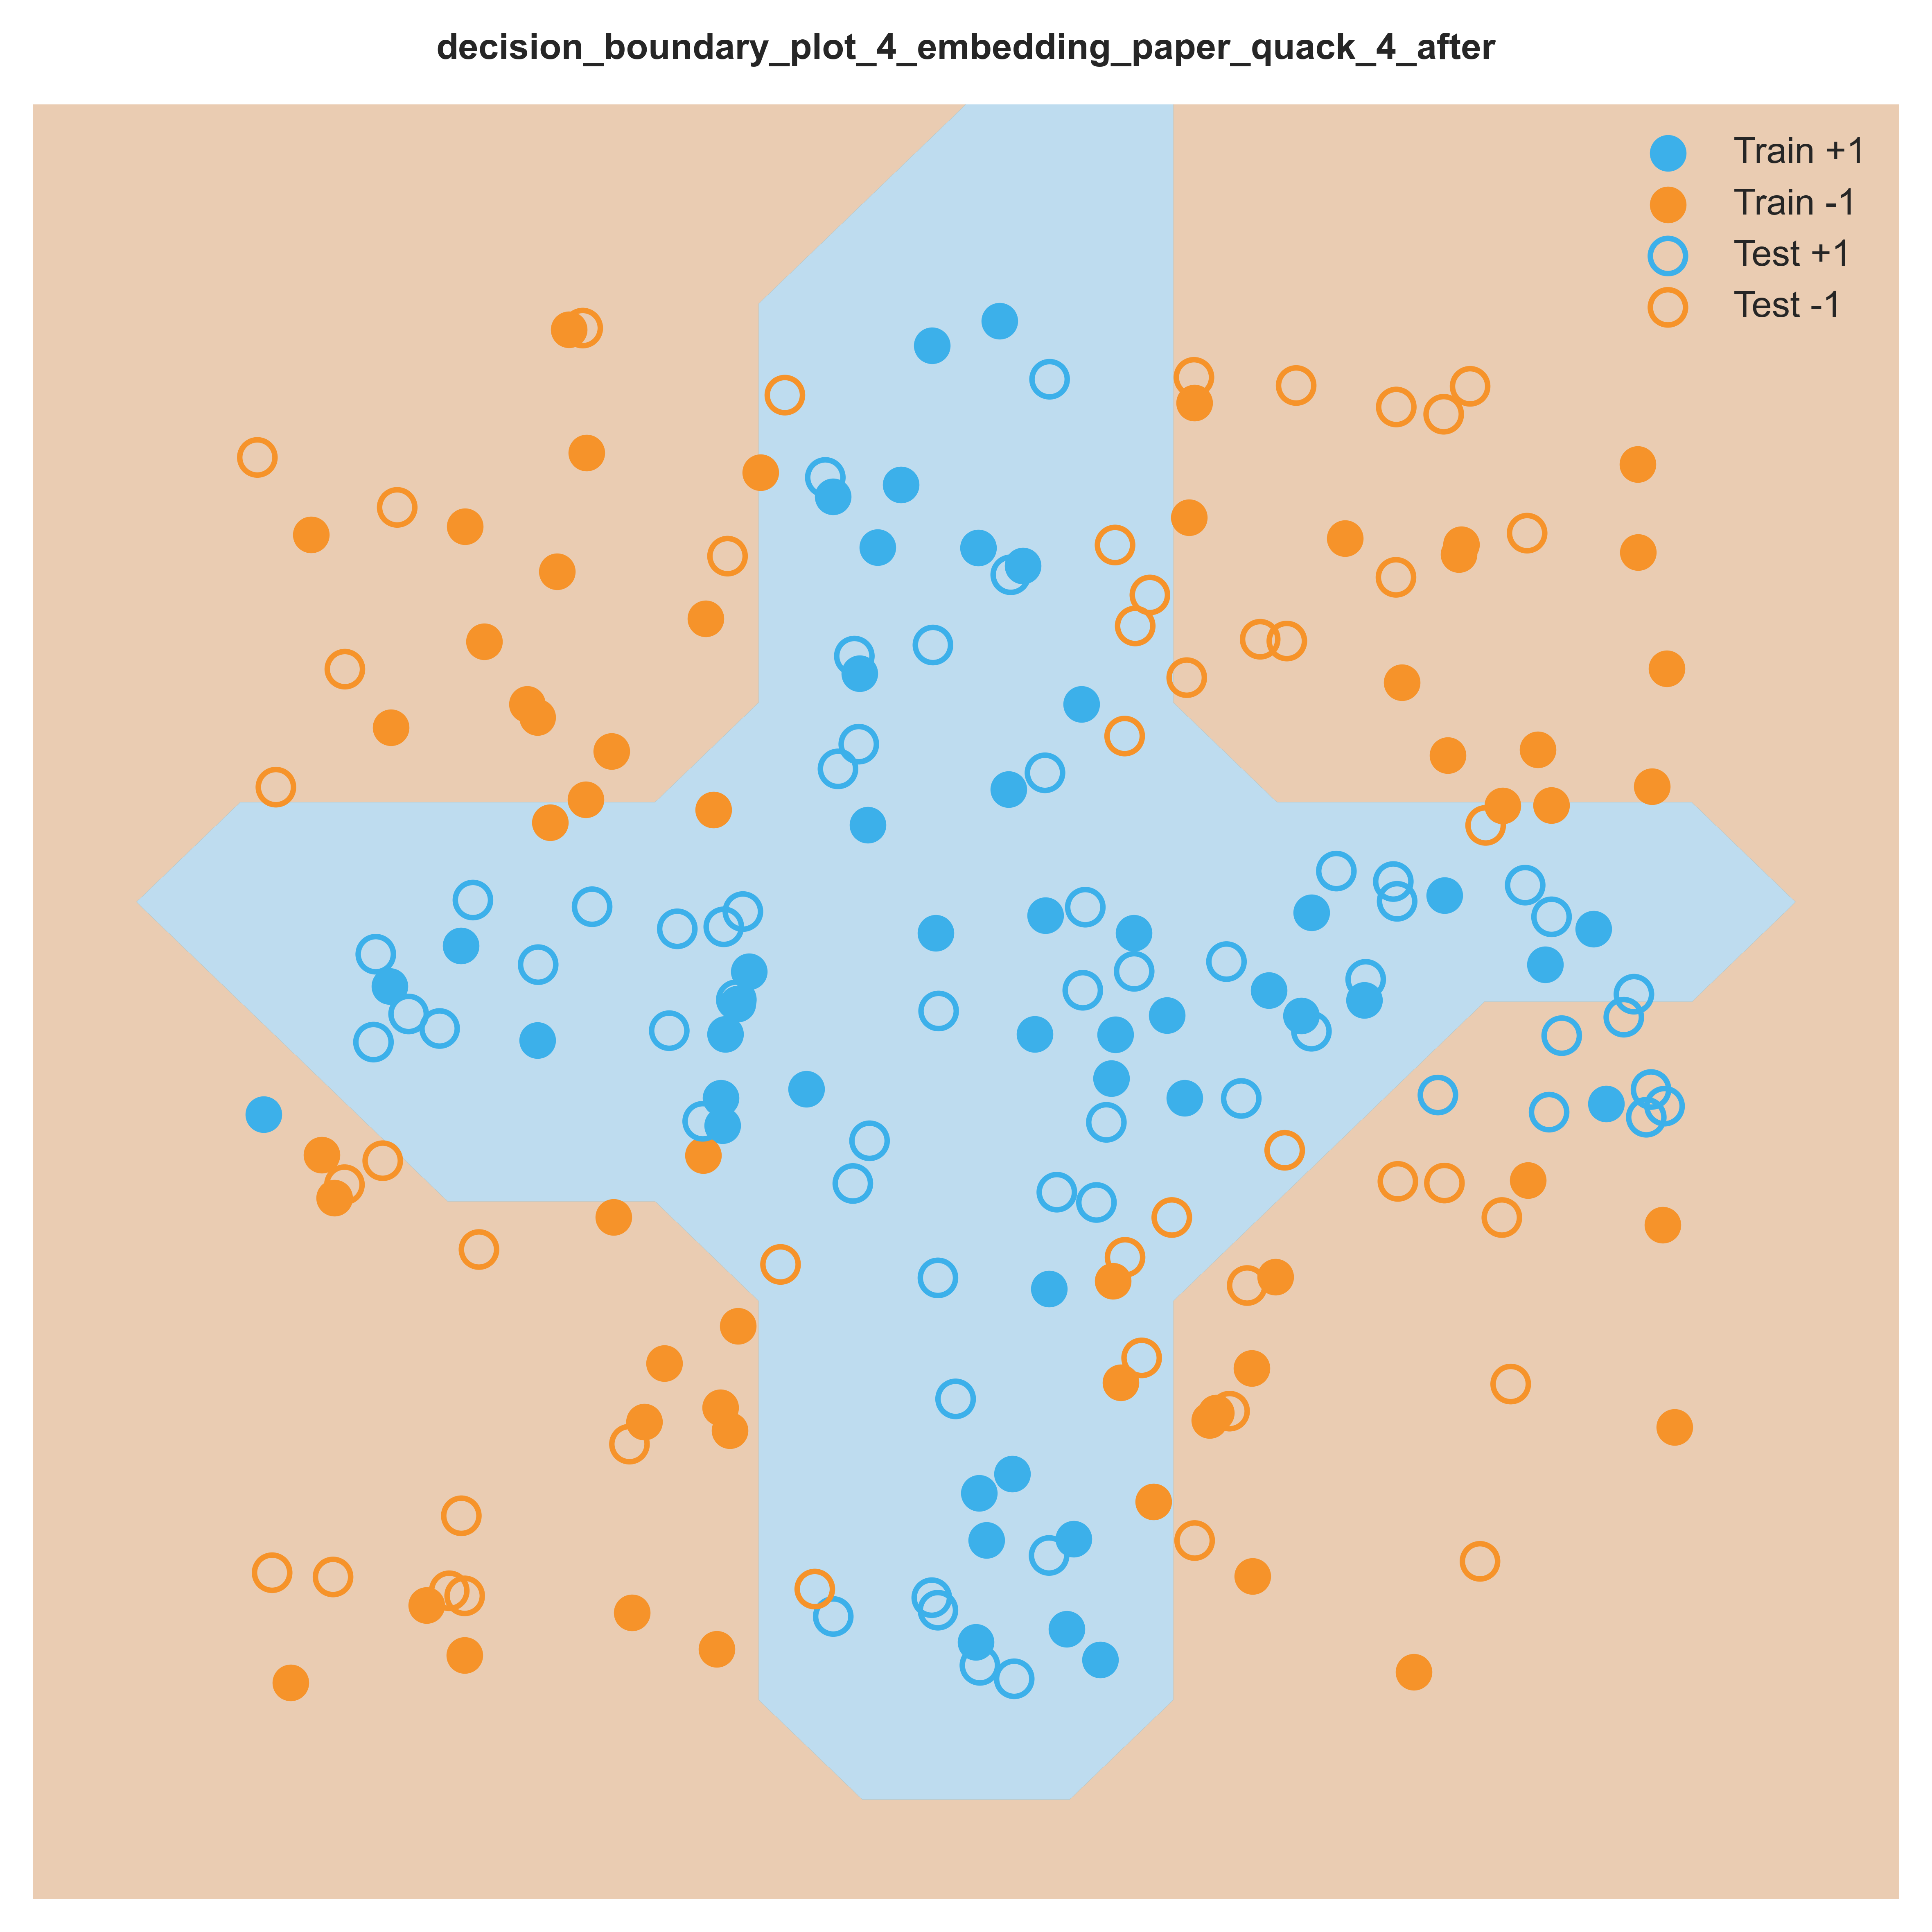 decision_boundary_plot_4_embedding_paper_quack_4_after
Train +1
Train -1
Test +1
Test -1